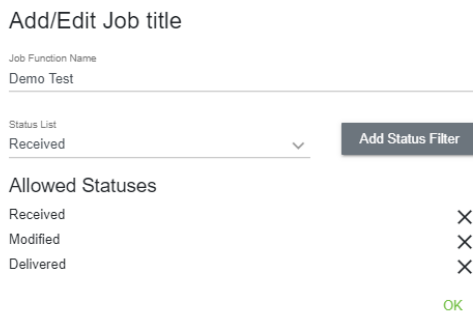 Add/Edit Job title
Job Function Name
Demo Test
Status List
Received
Add Status Filter
Allowed Statuses
Received
Modified
Delivered
OK